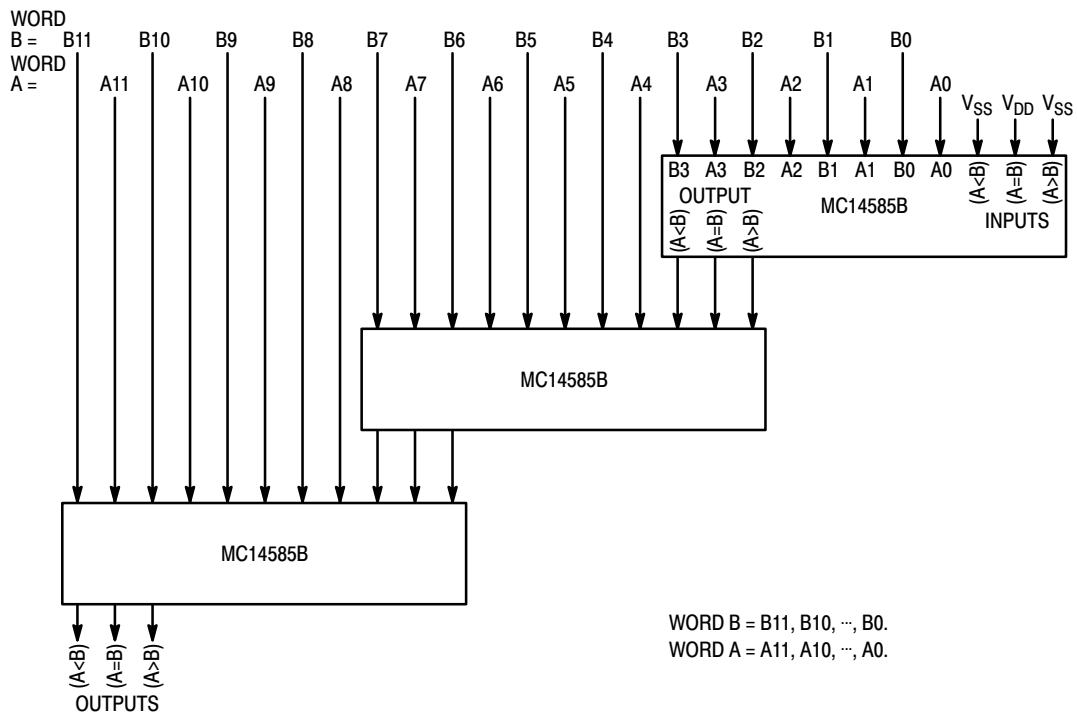 WORD
B = B11 B10 B9 B8 B7 B6 B5 B4 B3 B2 B1 B0
WORD
A = A11 A10 A9 A8 A7 A6 A5 A4 A3 A2 A1 A0
VSS VDD VSS
B3 A3 B2 A2 B1 A1 B0 A0 (A<B) (A=B) (A>B)
OUTPUT
MC14585B
INPUTS
(A<B) (A=B) (A>B)
MC14585B
MC14585B
(A<B) (A=B) (A>B)
OUTPUTS
WORD B = B11, B10, ···, B0.
WORD A = A11, A10, ···, A0.